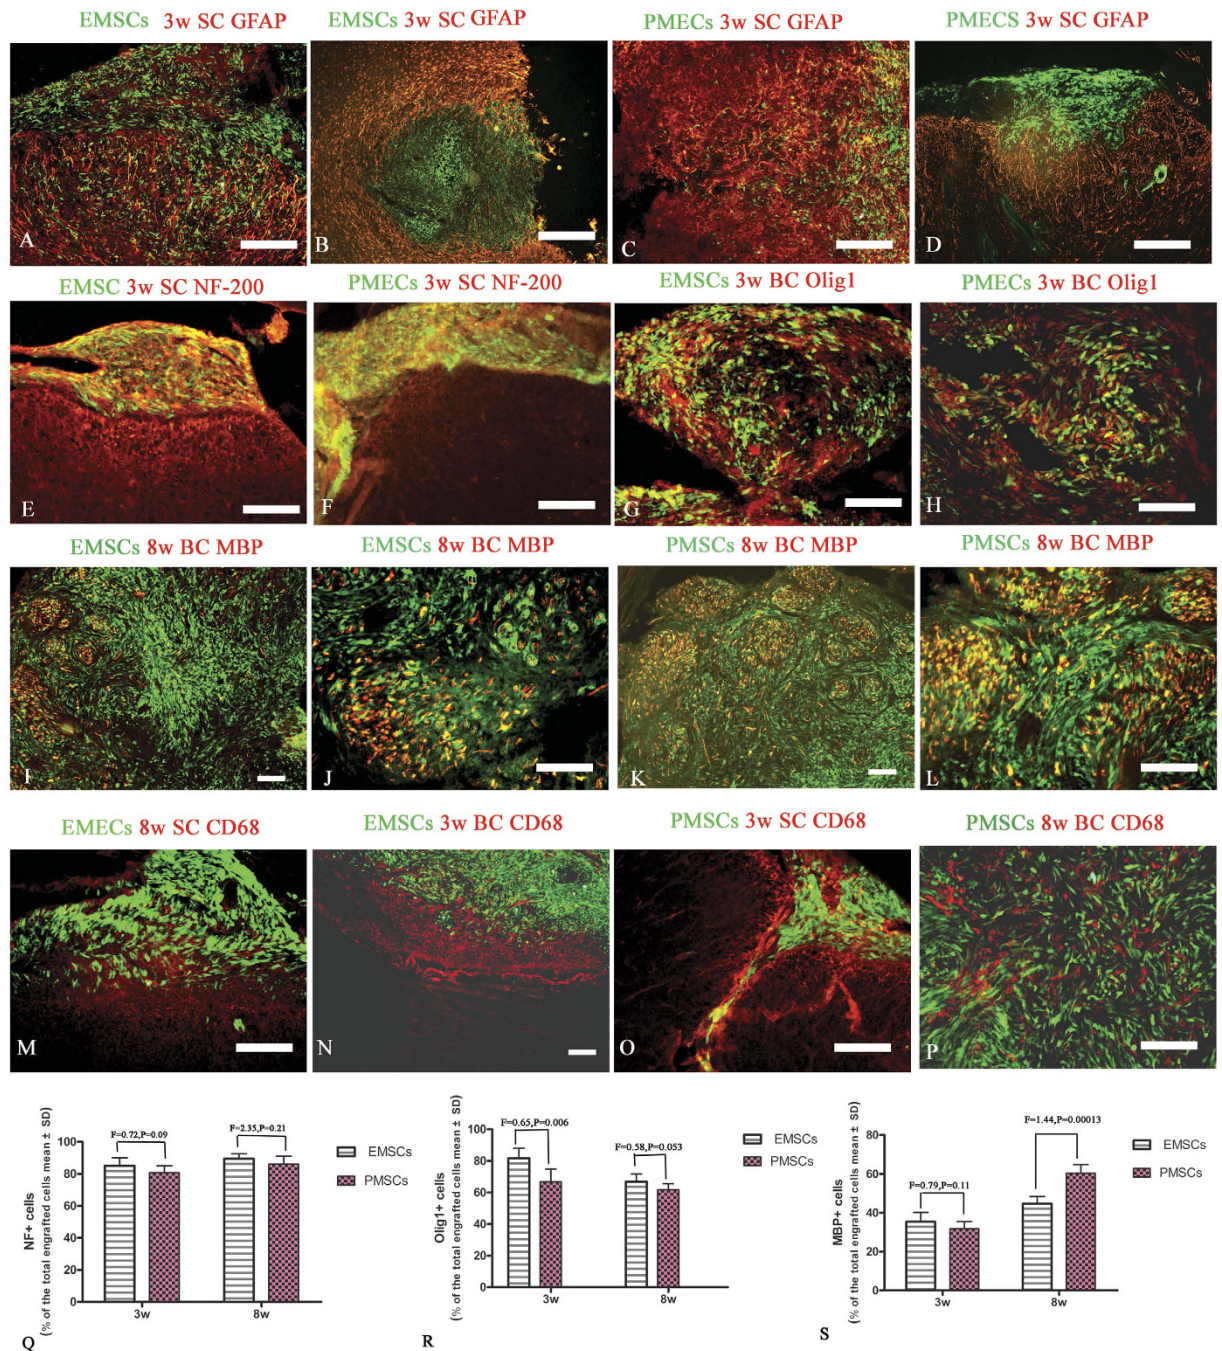 EMSCs 3w SC GFAP
EMSCs 3w SC GFAP
PMECs 3w SC GFAP
PMECS 3w SC GFAP
A
B
C
D
EMSC 3w SC NF-200
PMECs 3w SC NF-200
EMSCs 3w BC Olig1
PMECs 3w BC Olig1
E
F
G
H
EMSCs 8w BC MBP
EMSCs 8w BC MBP
PMSCs 8w BC MBP
PMSCs 8w BC MBP
I
J
K
L
EMECs 8w SC CD68
EMSCs 3w BC CD68
PMSCs 3w SC CD68
PMSCs 8w BC CD68
M
N
O
P
NF+ cells
(% of the total engrafted cells mean ± SD)
100
80
60
40
20
0
F=0.72,P=0.09
F=2.35,P=0.21
3w
8w
EMSCs
PMSCs
Q
Olig1+ cells
(% of the total engrafted cells mean ± SD)
100
80
60
40
20
0
F=0.65,P=0.006
F=0.58,P=0.053
3w
8w
EMSCs
PMSCs
R
MBP+ cells
(% of the total engrafted cells mean ± SD)
80
60
40
20
0
F=0.79,P=0.11
F=1.44,P=0.00013
3w
8w
EMSCs
PMSCs
S